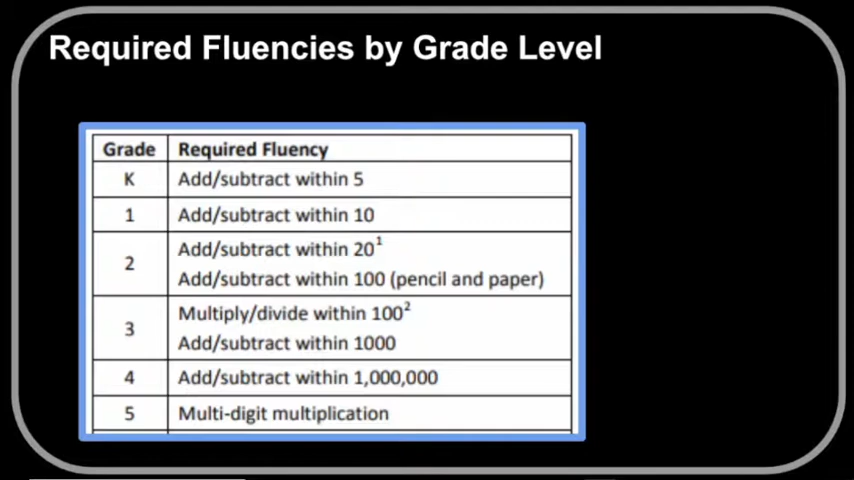 Required Fluencies by Grade Level
Grade Required Fluency
K Add/subtract within 5
1 Add/subtract within 10
2 Add/subtract within 20¹
Add/subtract within 100 (pencil and paper)
3 Multiply/divide within 100²
Add/subtract within 1000
4 Add/subtract within 1,000,000
5 Multi-digit multiplication